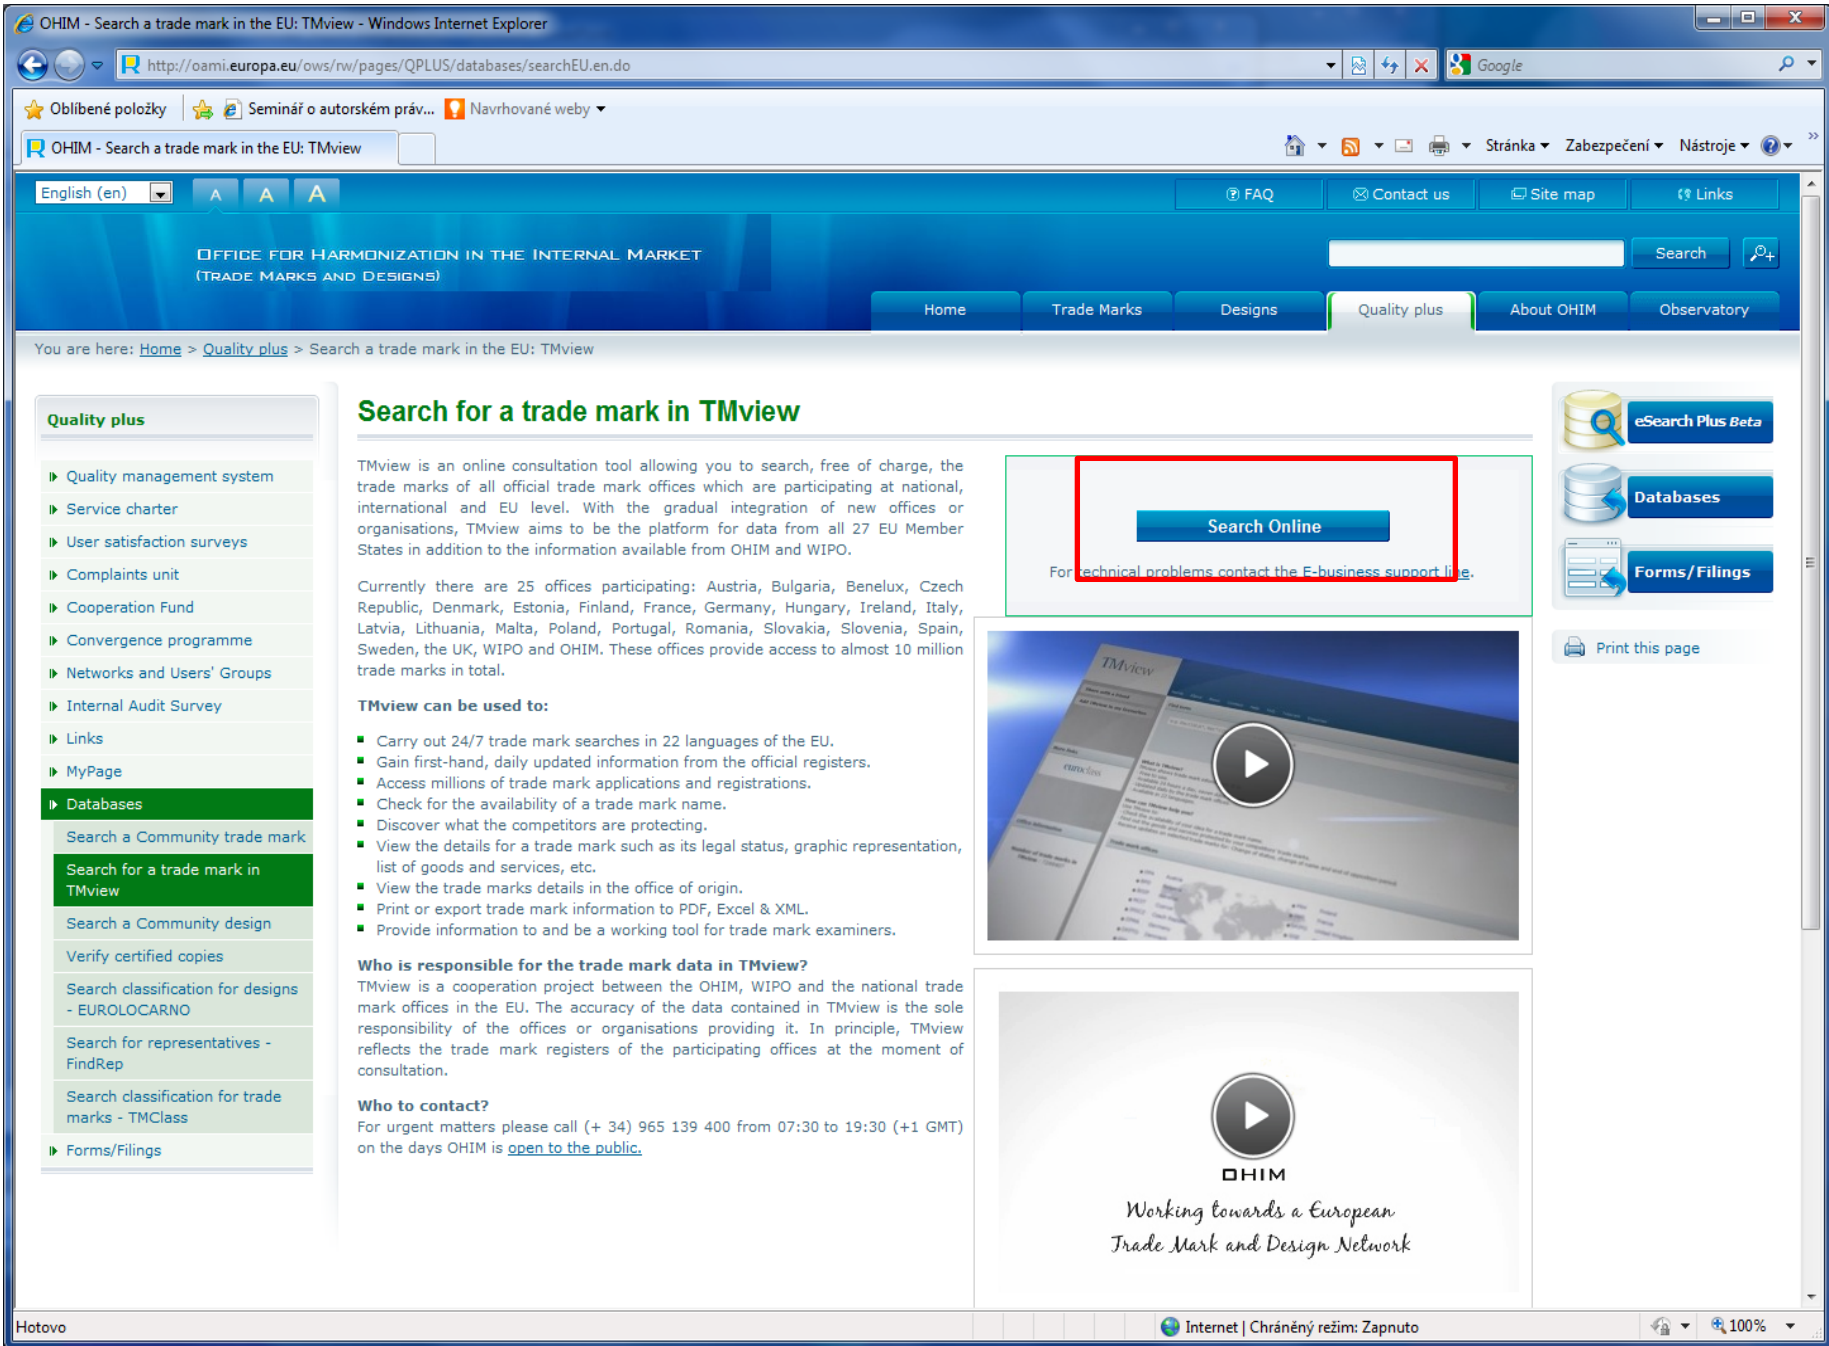 OHIM - Search a trade mark in the EU: TMview - Windows Internet Explorer
http://oami.europa.eu/ows/rw/pages/QPLUS/databases/searchEU.en.do
Google
Oblíbené položky
Seminář o autorském práv...
Navrhované weby
OHIM - Search a trade mark in the EU: TMview
Stránka
Zabezpečení
Nástroje
English (en)
A A A
FAQ
Contact us
Site map
Links
OFFICE FOR HARMONIZATION IN THE INTERNAL MARKET
(TRADE MARKS AND DESIGNS)
Search
Home
Trade Marks
Designs
Quality plus
About OHIM
Observatory
You are here: Home > Quality plus > Search a trade mark in the EU: TMview
Quality plus
Quality management system
Service charter
User satisfaction surveys
Complaints unit
Cooperation Fund
Convergence programme
Networks and Users' Groups
Internal Audit Survey
Links
MyPage
Databases
Search a Community trade mark
Search for a trade mark in
TMview
Search a Community design
Verify certified copies
Search classification for designs
- EUROLOCARNO
Search for representatives -
FindRep
Search classification for trade
marks - TMClass
Forms/Filings
Search for a trade mark in TMview
TMview is an online consultation tool allowing you to search, free of charge, the
trade marks of all official trade mark offices which are participating at national,
international and EU level. With the gradual integration of new offices or
organisations, TMview aims to be the platform for data from all 27 EU Member
States in addition to the information available from OHIM and WIPO.
Currently there are 25 offices participating: Austria, Bulgaria, Benelux, Czech
Republic, Denmark, Estonia, Finland, France, Germany, Hungary, Ireland, Italy,
Latvia, Lithuania, Malta, Poland, Portugal, Romania, Slovakia, Slovenia, Spain,
Sweden, the UK, WIPO and OHIM. These offices provide access to almost 10 million
trade marks in total.
TMview can be used to:
Carry out 24/7 trade mark searches in 22 languages of the EU.
Gain first-hand, daily updated information from the official registers.
Access millions of trade mark applications and registrations.
Check for the availability of a trade mark name.
Discover what the competitors are protecting.
View the details for a trade mark such as its legal status, graphic representation,
list of goods and services, etc.
View the trade marks details in the office of origin.
Print or export trade mark information to PDF, Excel & XML.
Provide information to and be a working tool for trade mark examiners.
Who is responsible for the trade mark data in TMview?
TMview is a cooperation project between the OHIM, WIPO and the national trade
mark offices in the EU. The accuracy of the data contained in TMview is the sole
responsibility of the offices or organisations providing it. In principle, TMview
reflects the trade mark registers of the participating offices at the moment of
consultation.
Who to contact?
For urgent matters please call (+ 34) 965 139 400 from 07:30 to 19:30 (+1 GMT)
on the days OHIM is open to the public.
Search Online
For technical problems contact the E-business support line.
TMview
euroclass
OHIM
Working towards a European
Trade Mark and Design Network
eSearch Plus Beta
Databases
Forms/Filings
Print this page
Hotovo
Internet | Chráněný režim: Zapnuto
100%